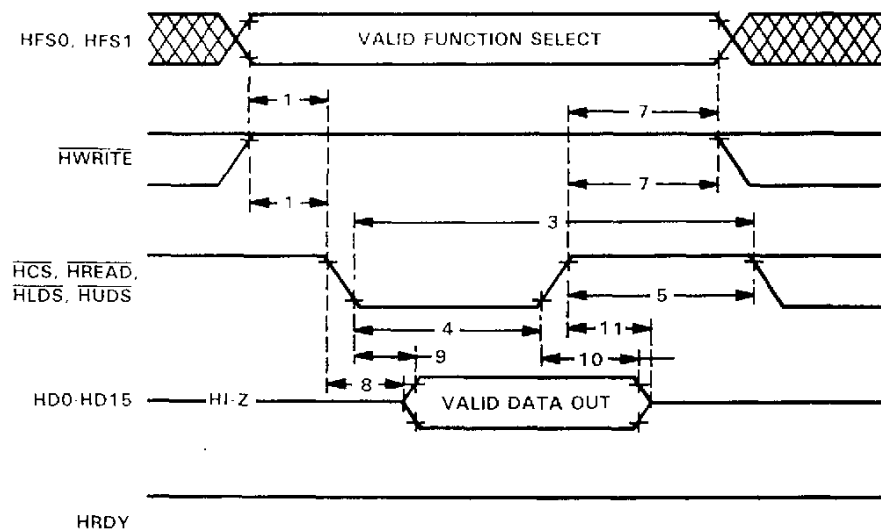 HFS0, HFS1
VALID FUNCTION SELECT
1
7
HWRITE
1
7
3
HCS, HREAD,
HLDS, HUDS
5
4
11
9
10
8
HD0-HD15
HI-Z
VALID DATA OUT
HRDY